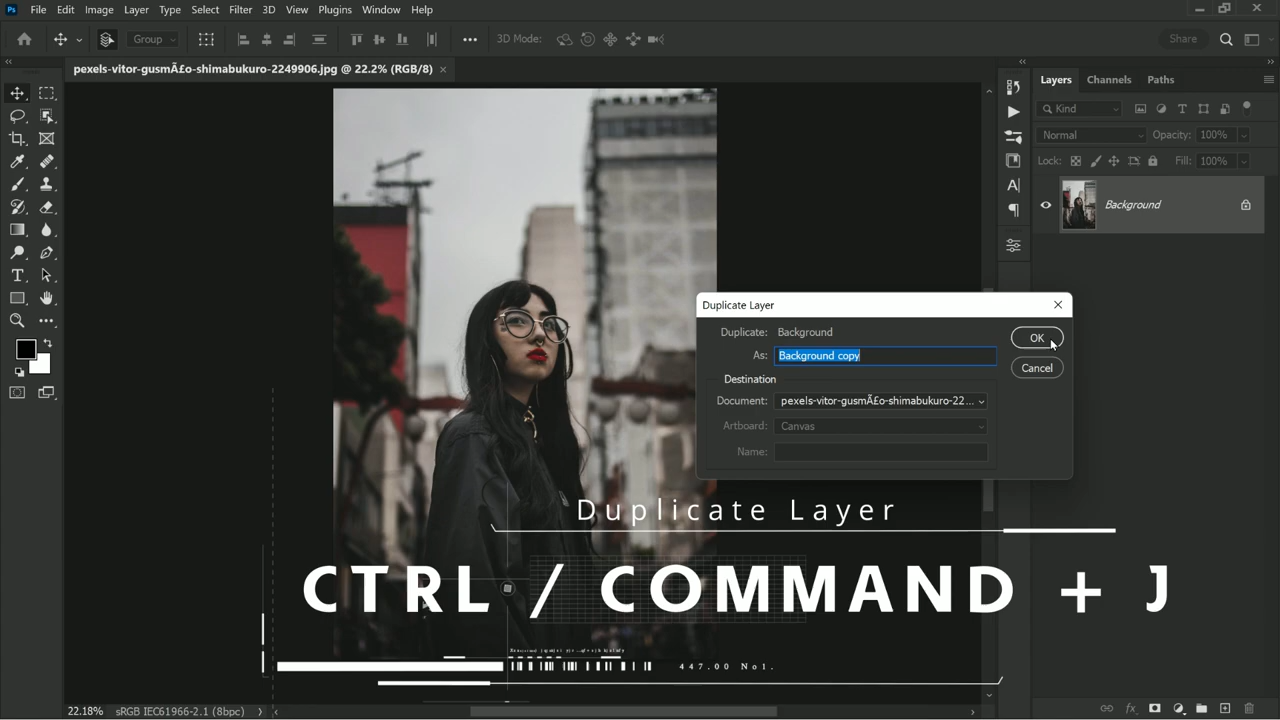 Ps File Edit Image Layer Type Select Filter 3D View Plugins Window Help
Group 3D Mode: Share
pexels-vitor-gusmÃ£o-shimabukuro-2249906.jpg @ 22.2% (RGB/8)
Layers Channels Paths
Kind
Normal Opacity: 100%
Lock: Fill: 100%
Background
Duplicate Layer
Duplicate: Background
OK
As: Background copy
Cancel
Destination
Document: pexels-vitor-gusmÃ£o-shimabukuro-22...
Artboard: Canvas
Name:
Duplicate Layer
CTRL / COMMAND + J
447.00 No1.
22.18% sRGB IEC61966-2.1 (8bpc)